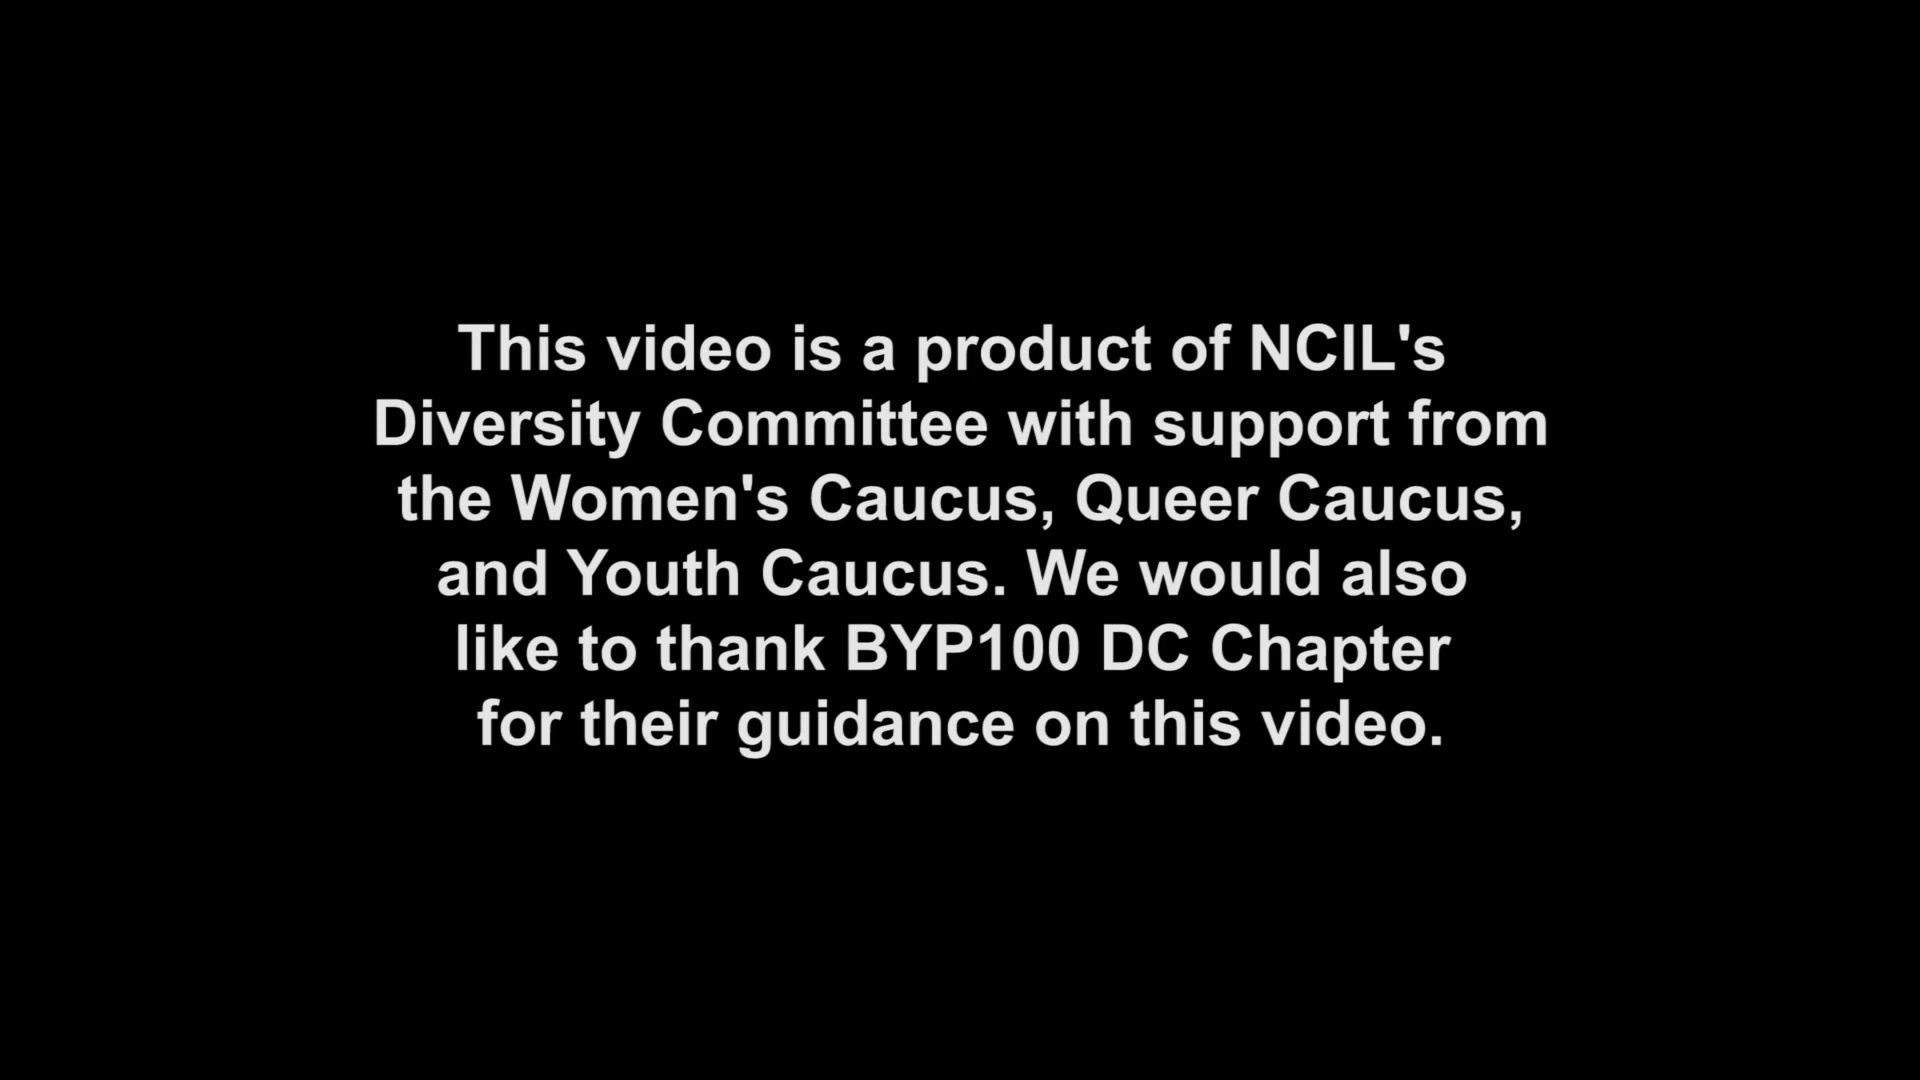 This video is a product of NCIL's
Diversity Committee with support from
the Women's Caucus, Queer Caucus,
and Youth Caucus. We would also
like to thank BYP100 DC Chapter
for their guidance on this video.